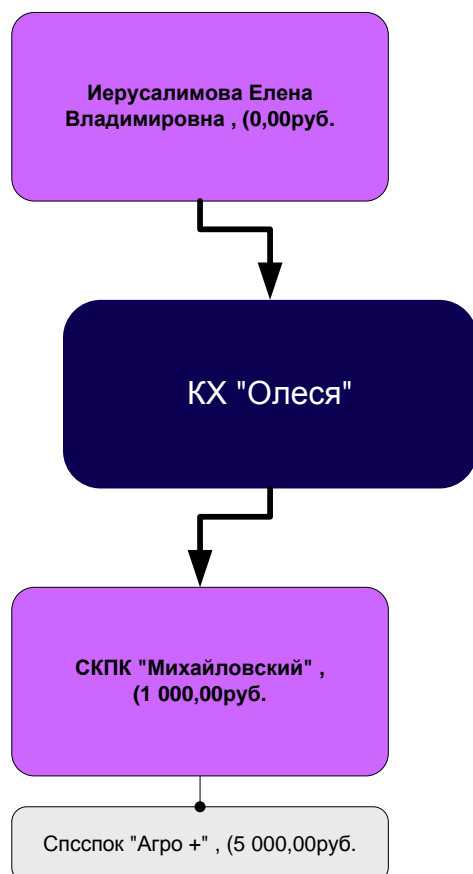 Иерусалимова Елена
Владимировна , (0,00руб.
КХ "Олеся"
СКПК "Михайловский" ,
(1 000,00руб.
Спсспок "Агро +" , (5 000,00руб.